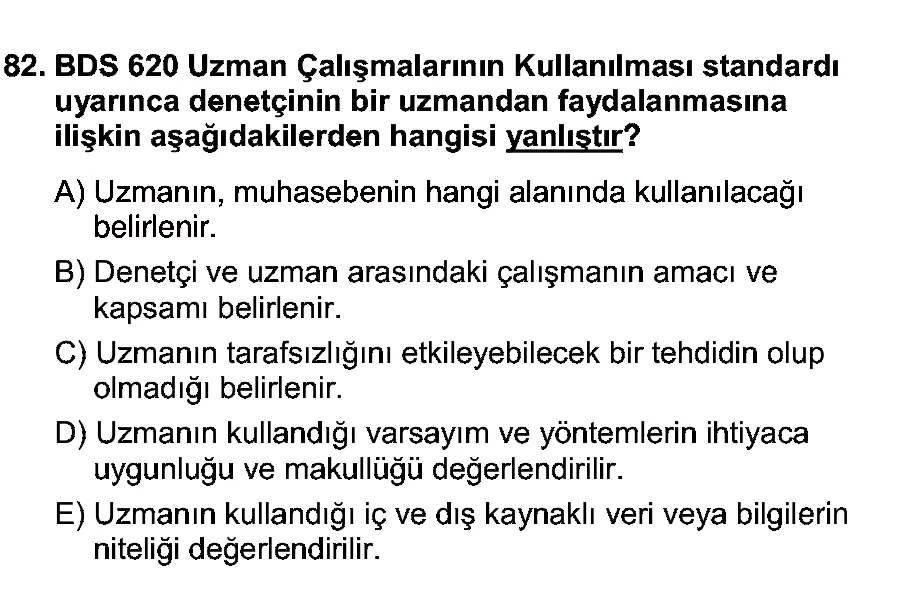 82. BDS 620 Uzman Çalışmalarının Kullanılması standardı
uyarınca denetçinin bir uzmandan faydalanmasına
ilişkin aşağıdakilerden hangisi yanlıştır?
A) Uzmanın, muhasebenin hangi alanında kullanılacağı
belirlenir.
B) Denetçi ve uzman arasındaki çalışmanın amacı ve
kapsamı belirlenir.
C) Uzmanın tarafsızlığını etkileyebilecek bir tehdidin olup
olmadığı belirlenir.
D) Uzmanın kullandığı varsayım ve yöntemlerin ihtiyaca
uygunluğu ve makullüğü değerlendirilir.
E) Uzmanın kullandığı iç ve dış kaynaklı veri veya bilgilerin
niteliği değerlendirilir.